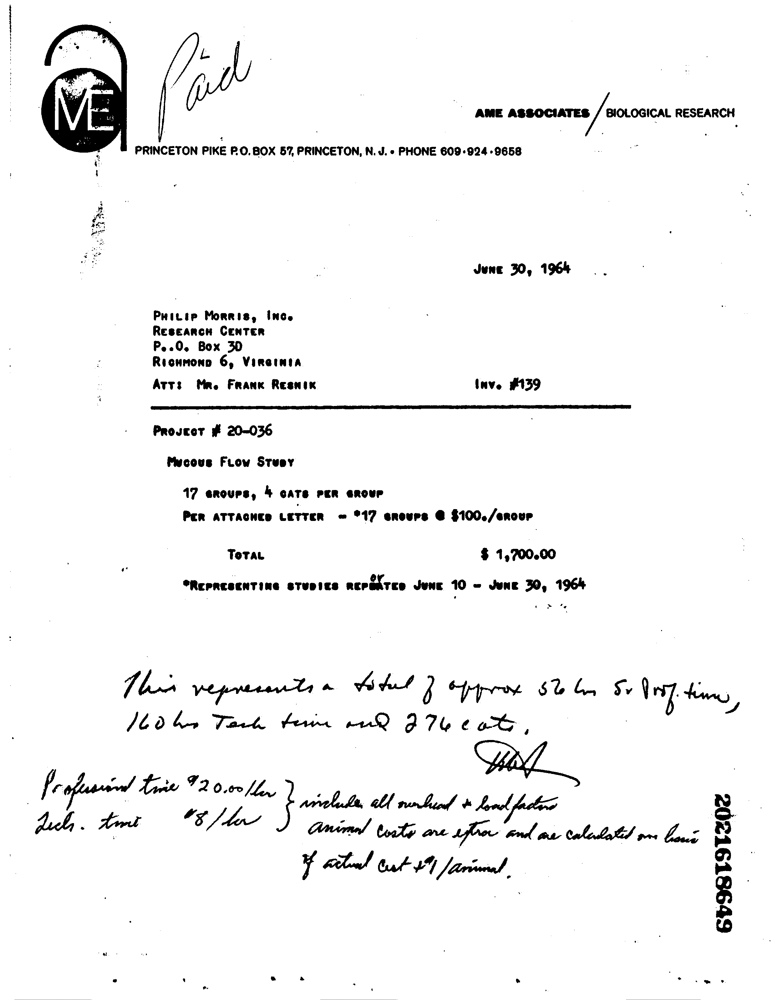 ME
Paid
AME ASSOCIATES / BIOLOGICAL RESEARCH
PRINCETON PIKE P.O. BOX 57, PRINCETON, N. J. • PHONE 609-924-9658
JUNE 30, 1964
PHILIP MORRIS, INC.
RESEARCH CENTER
P..O. BOX 30
RICHMOND 6, VIRGINIA
ATT: MR. FRANK RESNIK INV. #139
PROJECT # 20-036
MUCOUS FLOW STUDY
17 GROUPS, 4 CATS PER GROUP
PER ATTACHED LETTER - *17 GROUPS @ $100./GROUP
TOTAL $ 1,700.00
*REPRESENTING STUDIES REPORTED JUNE 10 - JUNE 30, 1964
This represents a total of approx 56 hrs Sr Prof. time,
160 hrs Tech time and 276 cats.
Professional time $20.00/hr } includes all overhead + load factors
Tech. time $8/hr
animal costs are extra and are calculated on basis
of actual cost + $1/animal.
2021618649